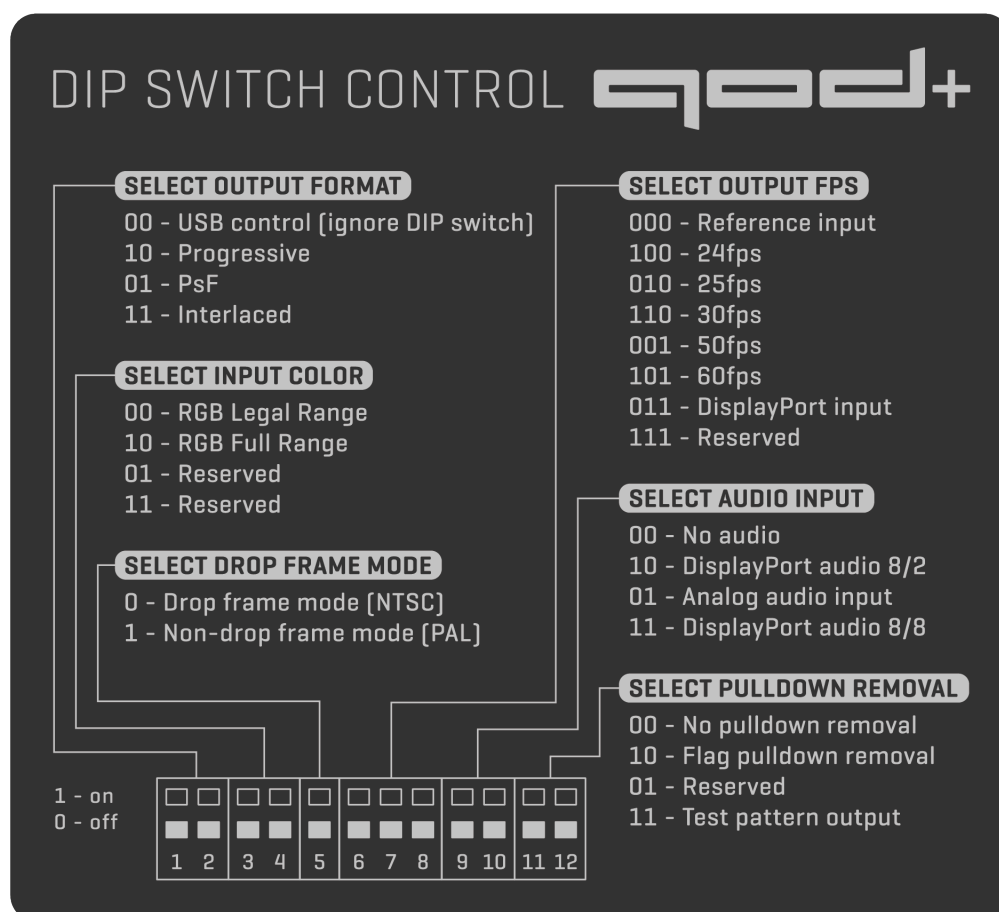 DIP SWITCH CONTROL qod+
SELECT OUTPUT FORMAT
00 - USB control (ignore DIP switch)
10 - Progressive
01 - PsF
11 - Interlaced
SELECT INPUT COLOR
00 - RGB Legal Range
10 - RGB Full Range
01 - Reserved
11 - Reserved
SELECT DROP FRAME MODE
0 - Drop frame mode (NTSC)
1 - Non-drop frame mode (PAL)
SELECT OUTPUT FPS
000 - Reference input
100 - 24fps
010 - 25fps
110 - 30fps
001 - 50fps
101 - 60fps
011 - DisplayPort input
111 - Reserved
SELECT AUDIO INPUT
00 - No audio
10 - DisplayPort audio 8/2
01 - Analog audio input
11 - DisplayPort audio 8/8
SELECT PULLDOWN REMOVAL
00 - No pulldown removal
10 - Flag pulldown removal
01 - Reserved
11 - Test pattern output
1 - on
0 - off
1 2 3 4 5 6 7 8 9 10 11 12